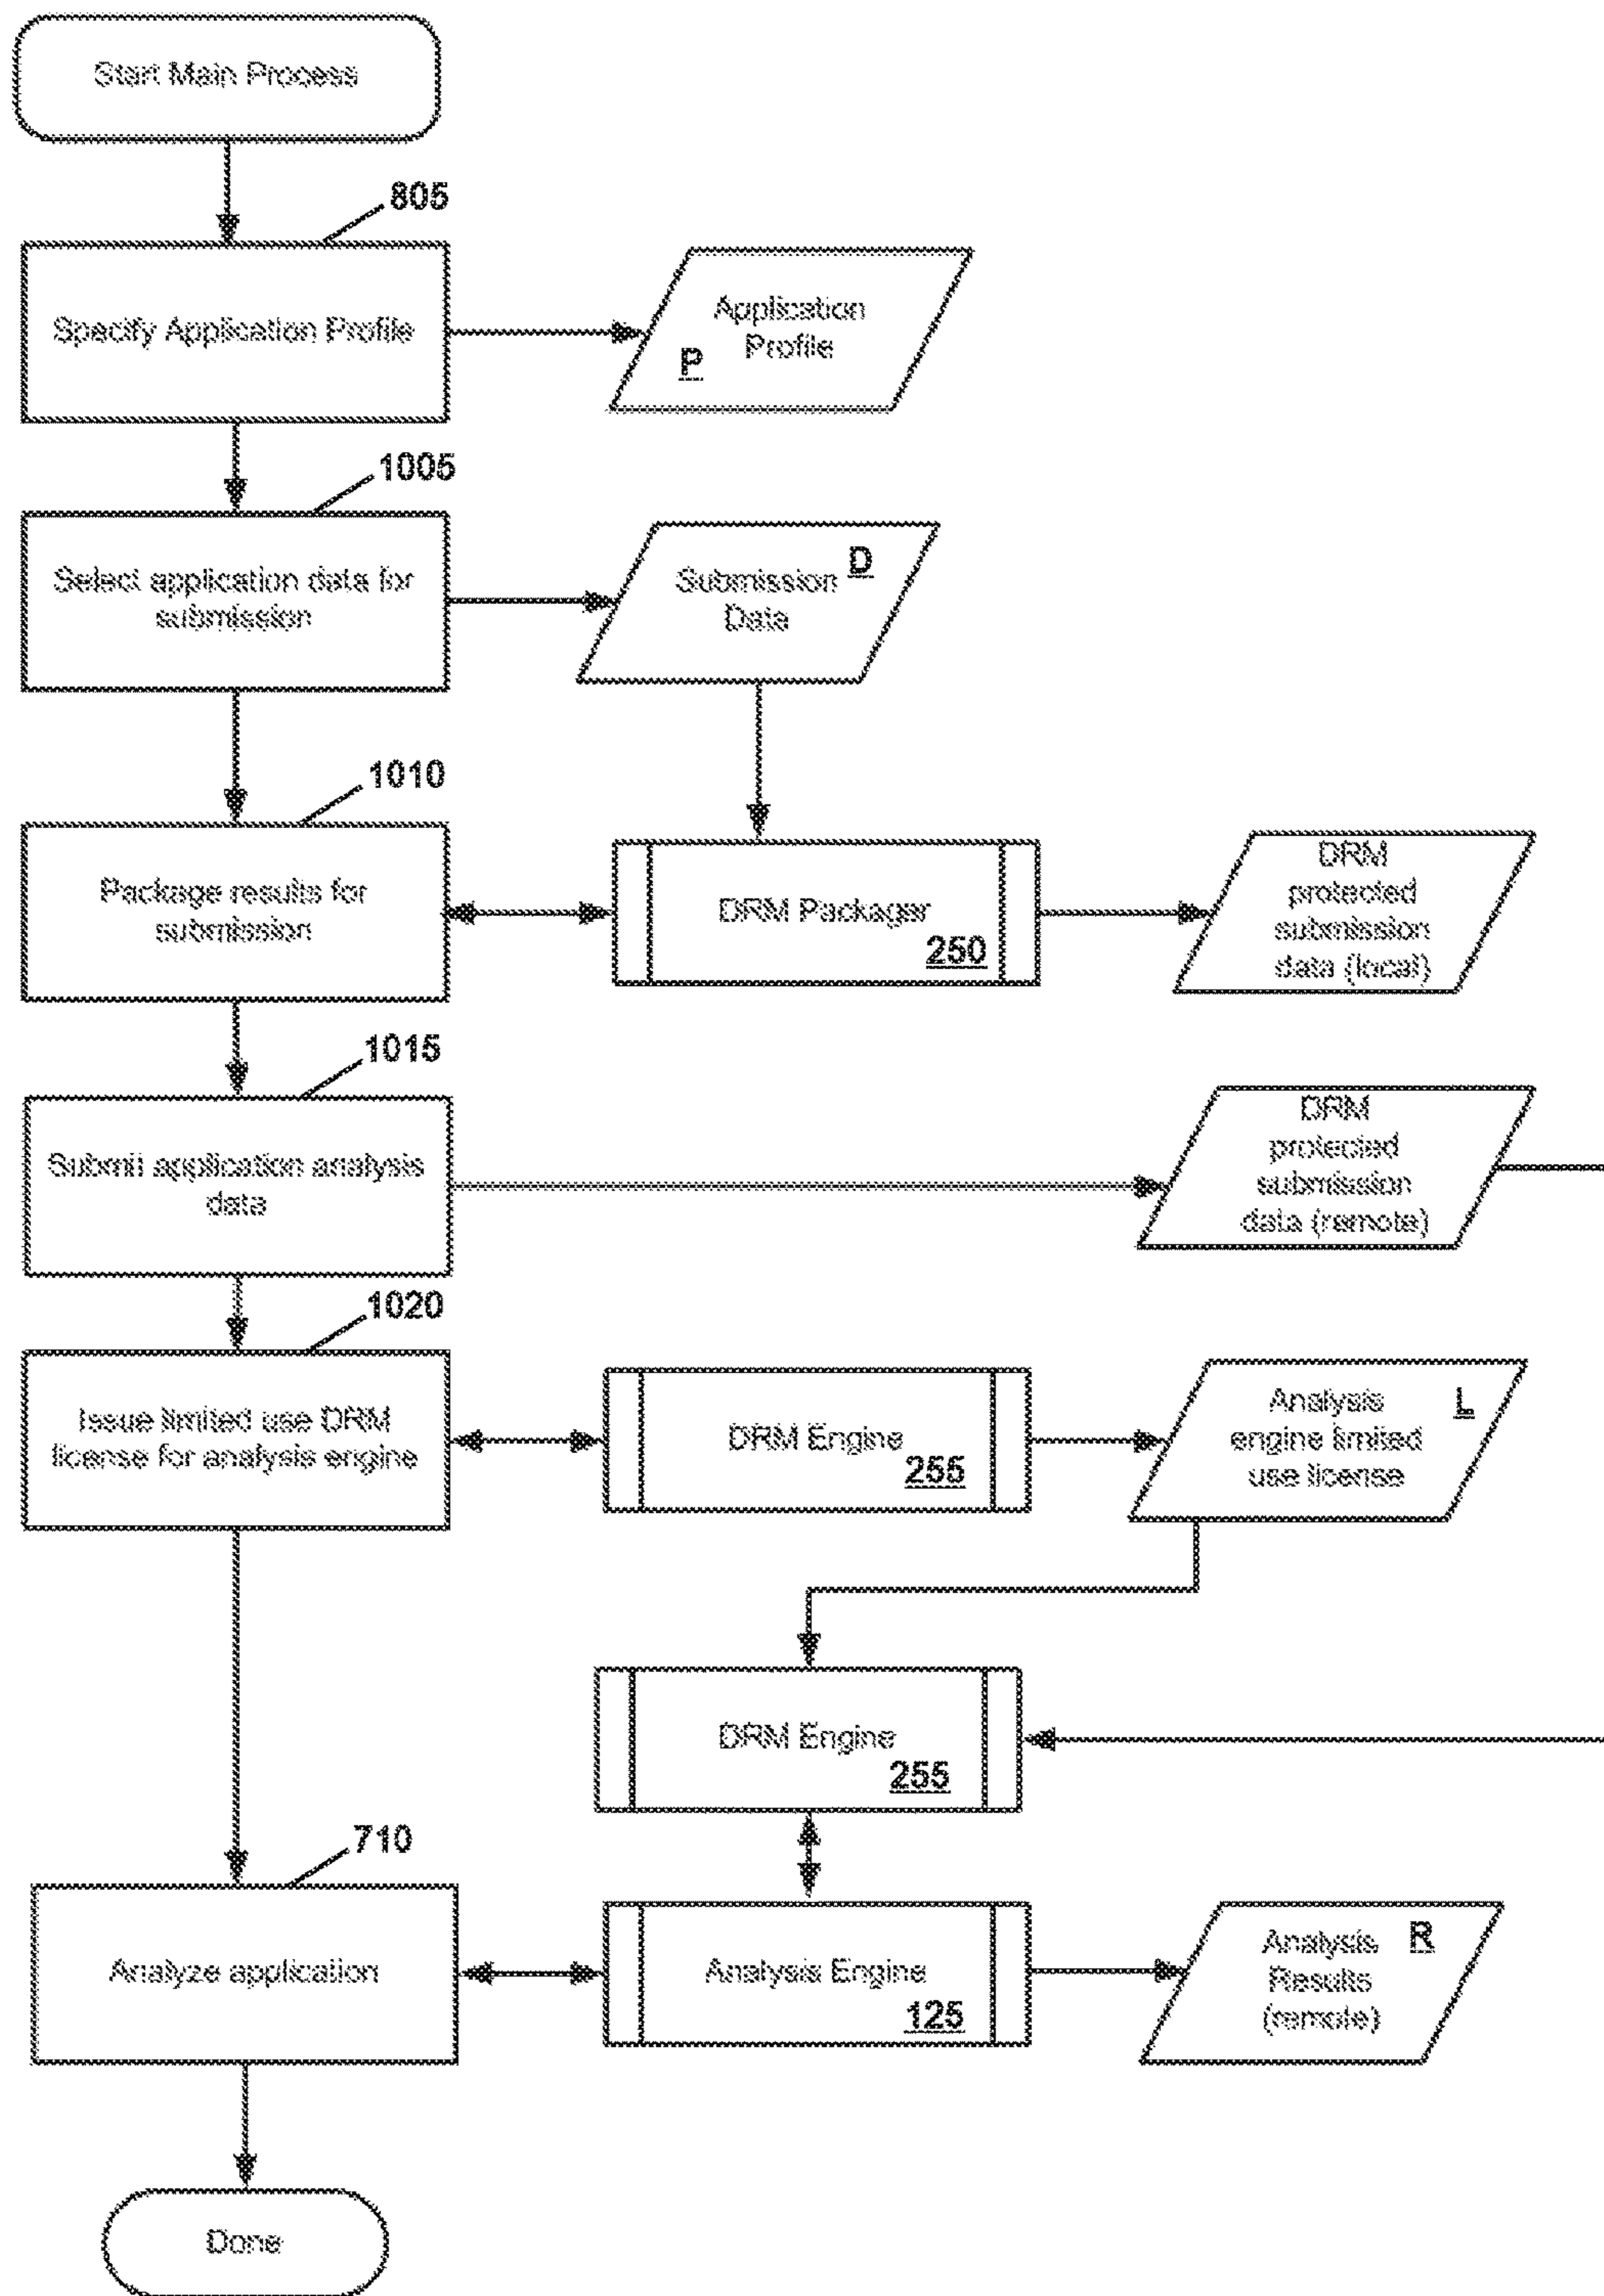 Start Main Process
805
Specify Application Profile
Application
Profile
P
1005
Select application data for
submission
D
Submission
Data
1010
Package results for
submission
DRM Packager
250
DRM
protected
submission
data (local)
1015
Submit application analysis
data
DRM
protected
submission
data (remote)
1020
Issue limited use DRM
license for analysis engine
DRM Engine
255
Analysis
engine limited
use license
L
DRM Engine
255
710
Analyze application
Analysis Engine
125
Analysis
Results
(remote)
R
Done